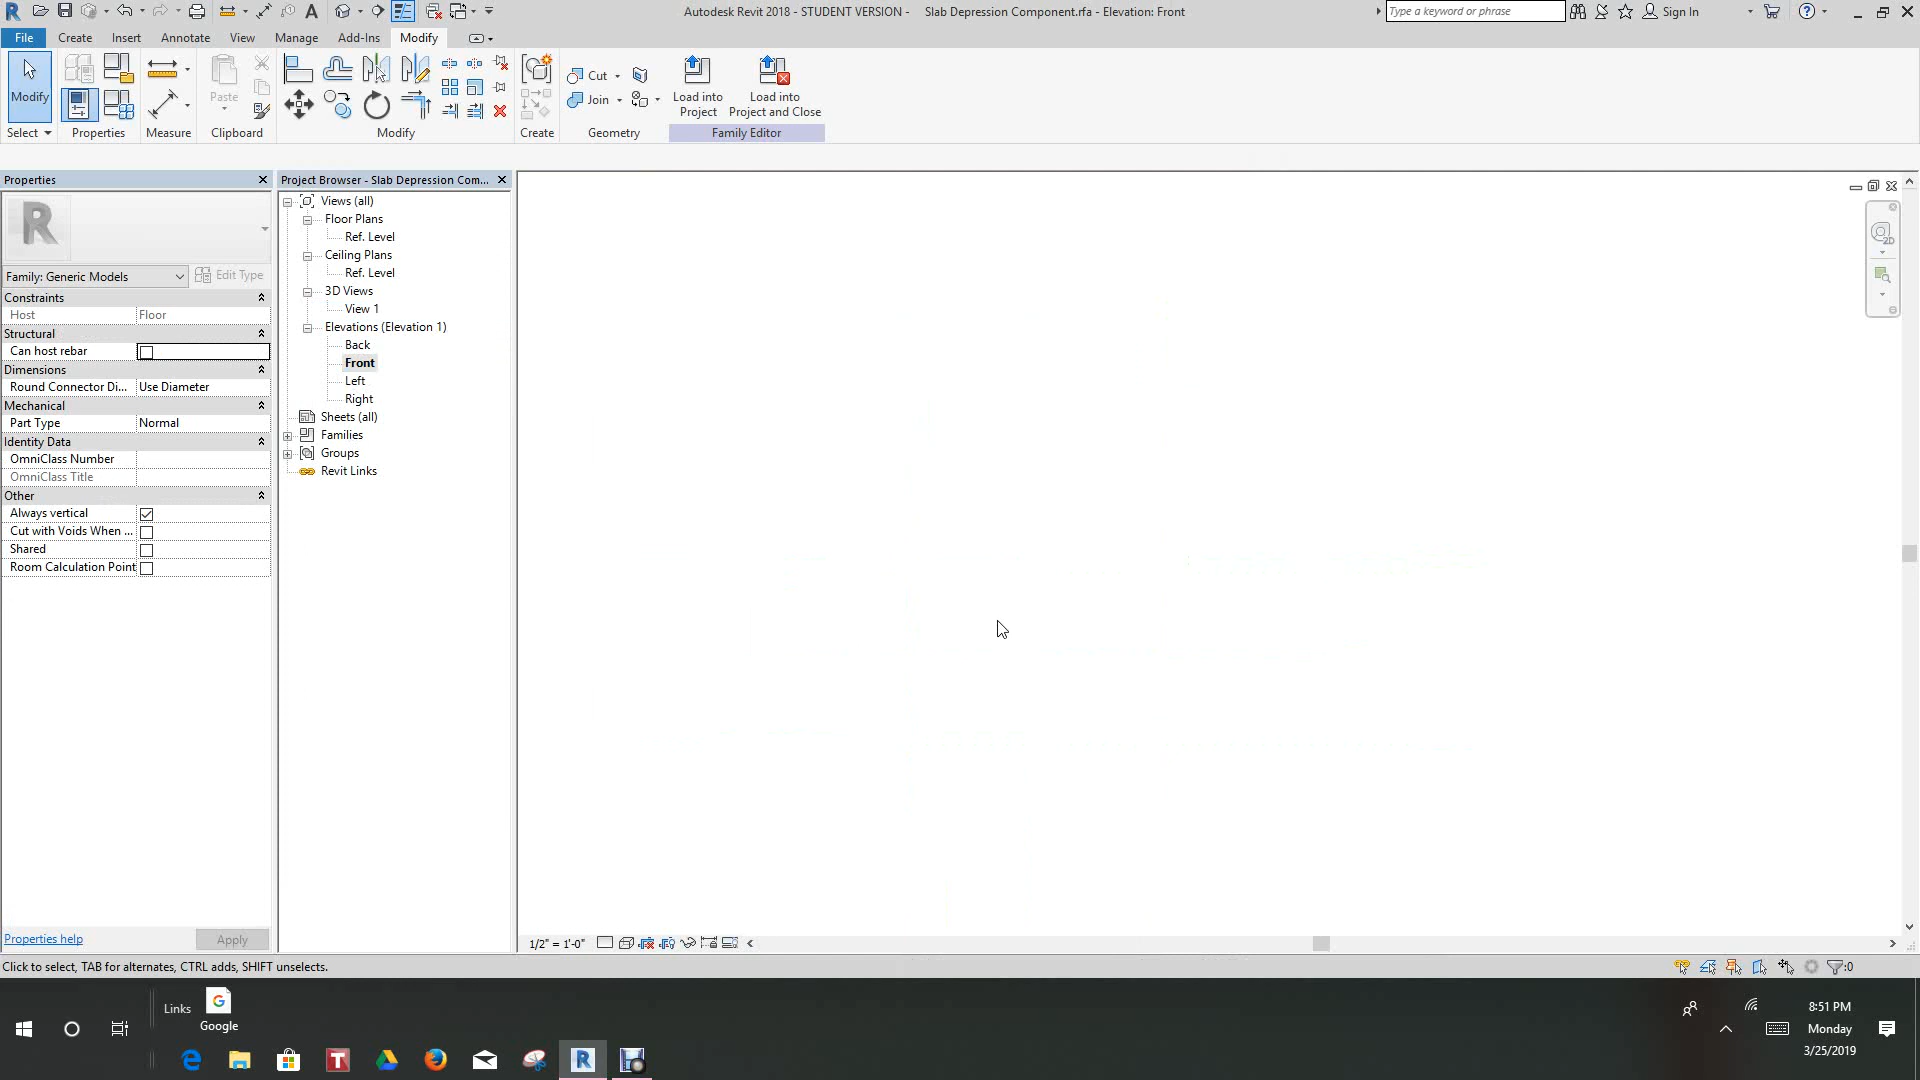 Autodesk Revit 2018 - STUDENT VERSION - Slab Depression Component.rfa - Elevation: Front
Type a keyword or phrase
Sign In
File Create Insert Annotate View Manage Add-Ins Modify
Modify
Paste
Cut
Join
Load into Project
Load into Project and Close
Select Properties Measure Clipboard Modify Create Geometry Family Editor
Properties
Project Browser - Slab Depression Com...
Family: Generic Models
Edit Type
Constraints
Host Floor
Structural
Can host rebar
Dimensions
Round Connector Di... Use Diameter
Mechanical
Part Type Normal
Identity Data
OmniClass Number
OmniClass Title
Other
Always vertical
Cut with Voids When ...
Shared
Room Calculation Point
Properties help
Apply
Views (all)
Floor Plans
Ref. Level
Ceiling Plans
Ref. Level
3D Views
View 1
Elevations (Elevation 1)
Back
Front
Left
Right
Sheets (all)
Families
Groups
Revit Links
2D
1/2" = 1'-0"
Click to select, TAB for alternates, CTRL adds, SHIFT unselects.
:0
Links
Google
8:51 PM
Monday
3/25/2019